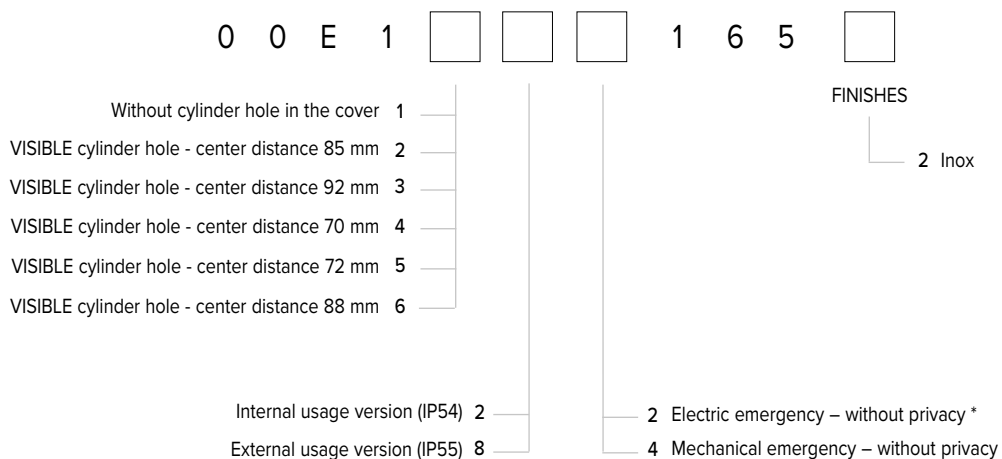 0 0 E 1 1 6 5
FINISHES
Without cylinder hole in the cover 1
VISIBLE cylinder hole - center distance 85 mm 2
2 Inox
VISIBLE cylinder hole - center distance 92 mm 3
VISIBLE cylinder hole - center distance 70 mm 4
VISIBLE cylinder hole - center distance 72 mm 5
VISIBLE cylinder hole - center distance 88 mm 6
Internal usage version (IP54) 2
2 Electric emergency – without privacy *
External usage version (IP55) 8
4 Mechanical emergency – without privacy